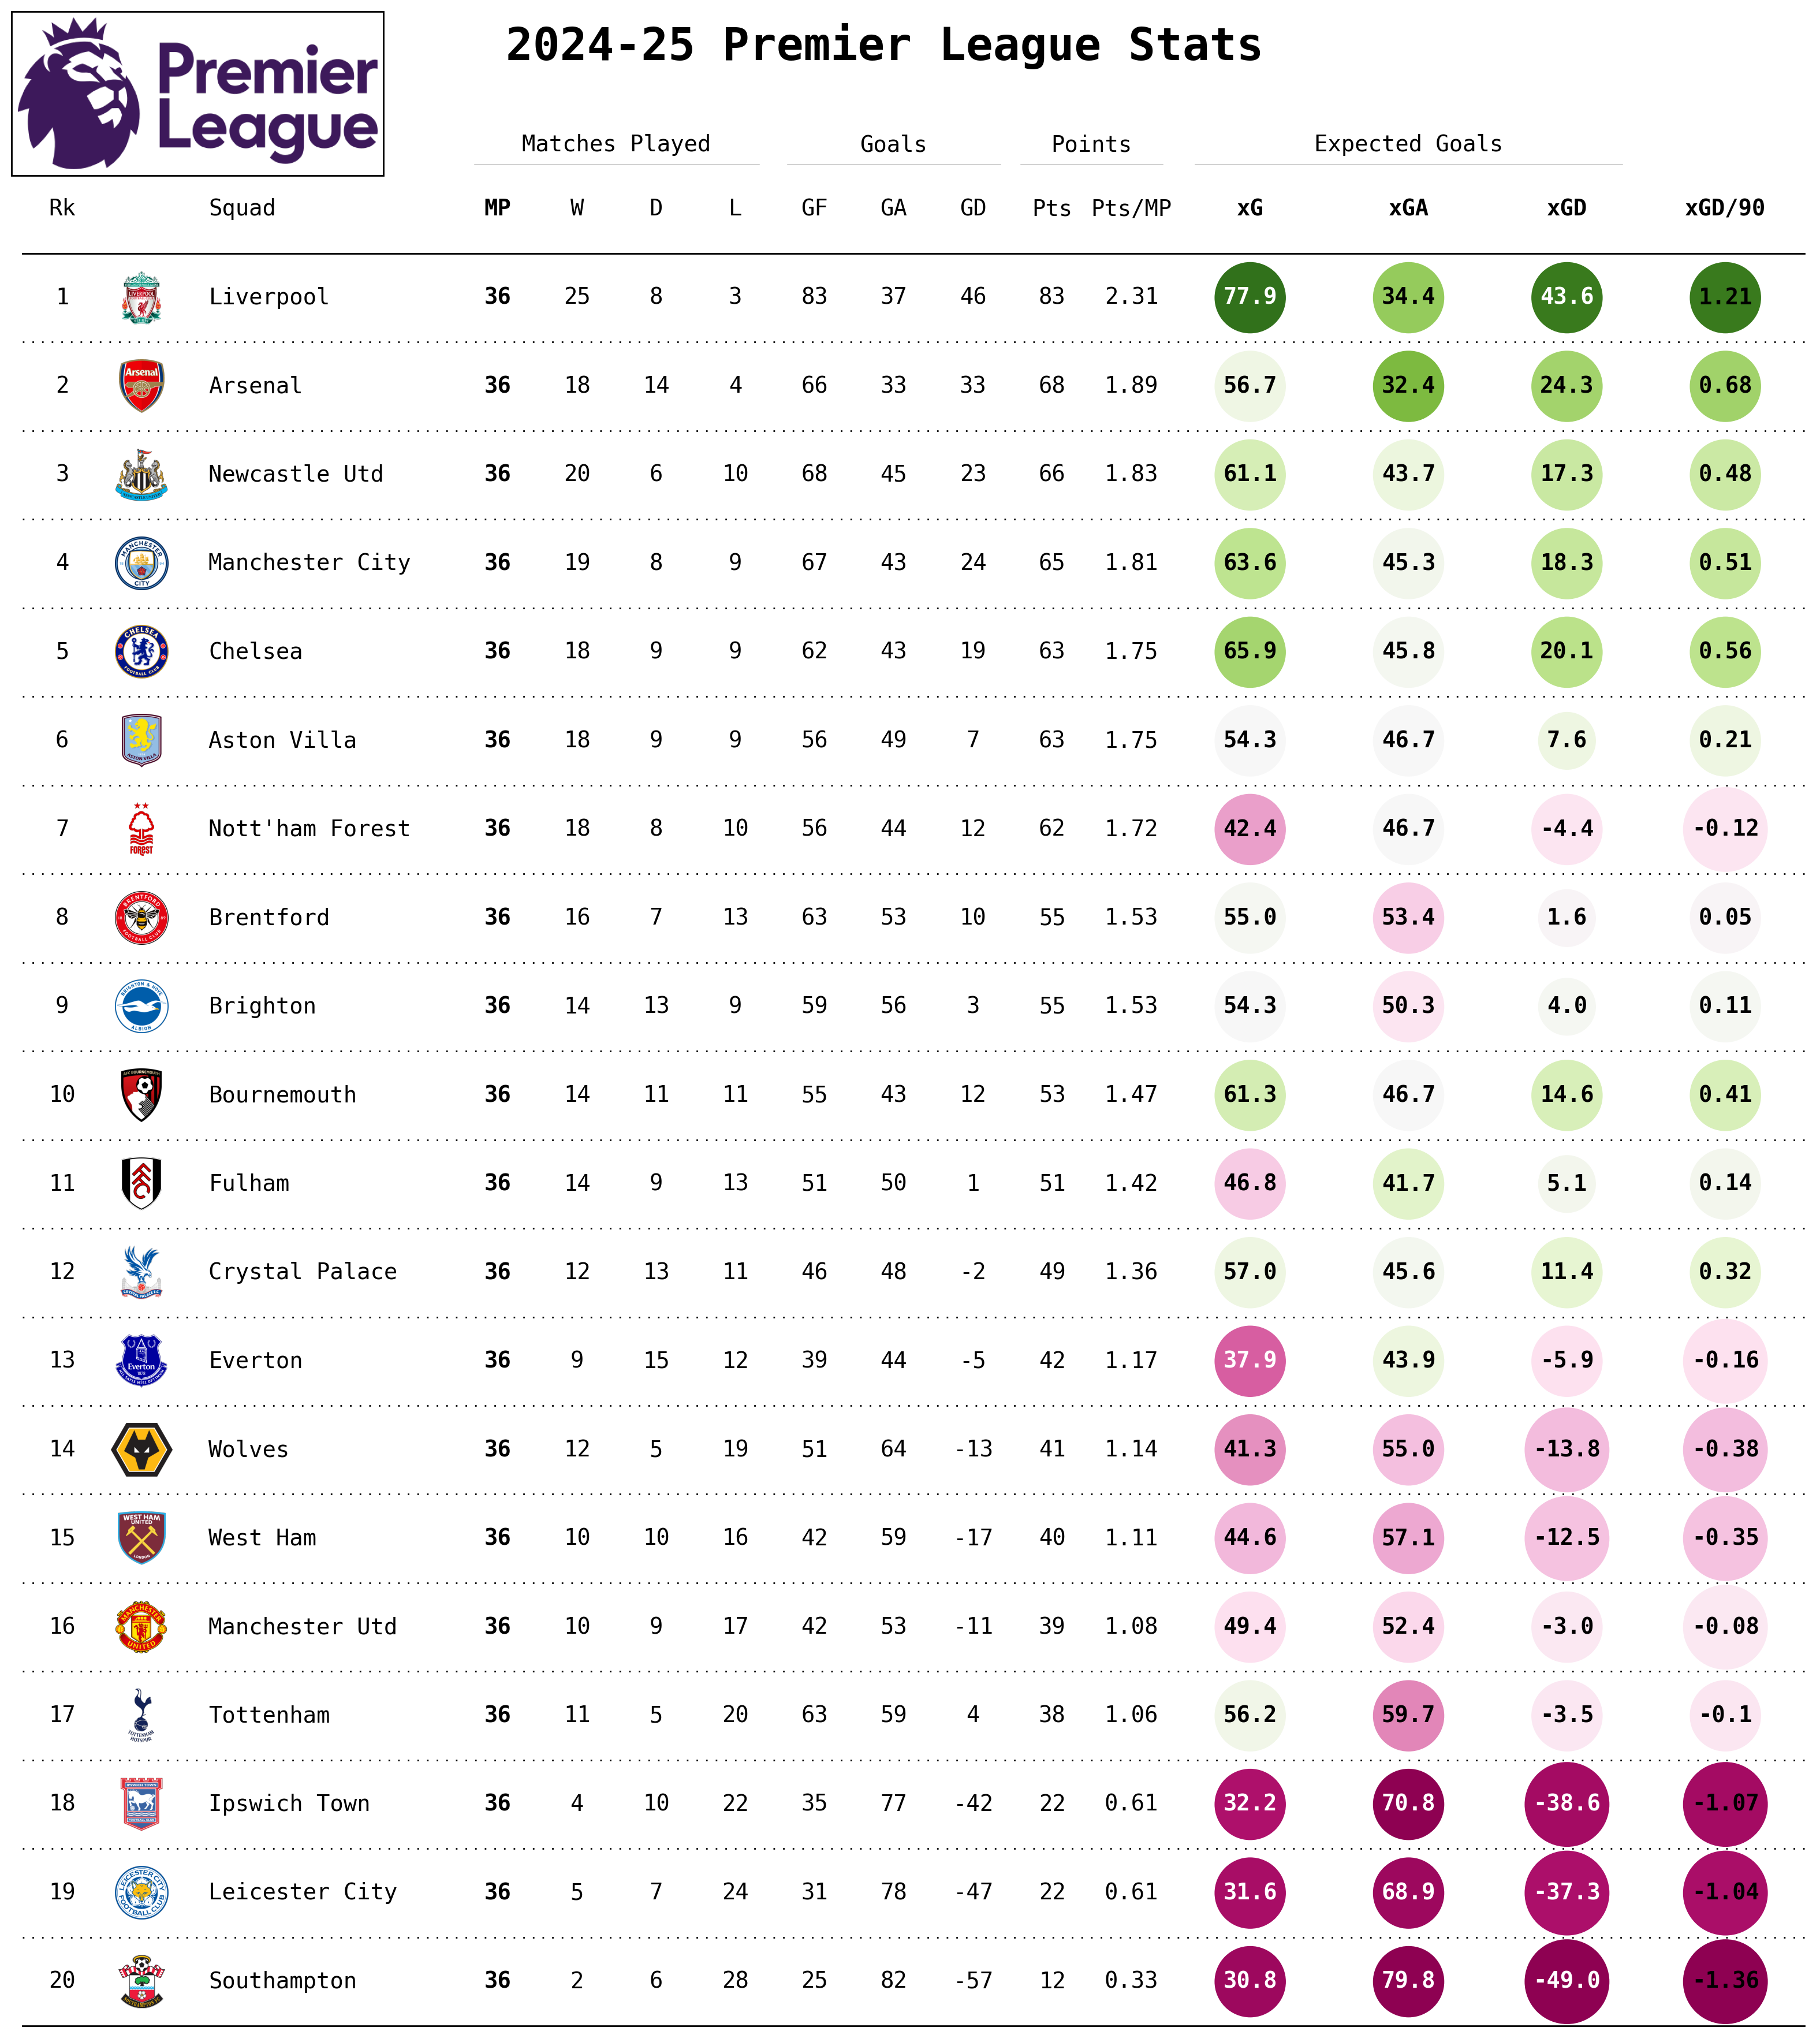 Premier League
2024-25 Premier League Stats
Matches Played Goals Points Expected Goals
Rk Squad MP W D L GF GA GD Pts Pts/MP xG xGA xGD xGD/90
1 Liverpool 36 25 8 3 83 37 46 83 2.31 77.9 34.4 43.6 1.21
2 Arsenal 36 18 14 4 66 33 33 68 1.89 56.7 32.4 24.3 0.68
3 Newcastle Utd 36 20 6 10 68 45 23 66 1.83 61.1 43.7 17.3 0.48
4 Manchester City 36 19 8 9 67 43 24 65 1.81 63.6 45.3 18.3 0.51
5 Chelsea 36 18 9 9 62 43 19 63 1.75 65.9 45.8 20.1 0.56
6 Aston Villa 36 18 9 9 56 49 7 63 1.75 54.3 46.7 7.6 0.21
7 Nott'ham Forest 36 18 8 10 56 44 12 62 1.72 42.4 46.7 -4.4 -0.12
8 Brentford 36 16 7 13 63 53 10 55 1.53 55.0 53.4 1.6 0.05
9 Brighton 36 14 13 9 59 56 3 55 1.53 54.3 50.3 4.0 0.11
10 Bournemouth 36 14 11 11 55 43 12 53 1.47 61.3 46.7 14.6 0.41
11 Fulham 36 14 9 13 51 50 1 51 1.42 46.8 41.7 5.1 0.14
12 Crystal Palace 36 12 13 11 46 48 -2 49 1.36 57.0 45.6 11.4 0.32
13 Everton 36 9 15 12 39 44 -5 42 1.17 37.9 43.9 -5.9 -0.16
14 Wolves 36 12 5 19 51 64 -13 41 1.14 41.3 55.0 -13.8 -0.38
15 West Ham 36 10 10 16 42 59 -17 40 1.11 44.6 57.1 -12.5 -0.35
16 Manchester Utd 36 10 9 17 42 53 -11 39 1.08 49.4 52.4 -3.0 -0.08
17 Tottenham 36 11 5 20 63 59 4 38 1.06 56.2 59.7 -3.5 -0.1
18 Ipswich Town 36 4 10 22 35 77 -42 22 0.61 32.2 70.8 -38.6 -1.07
19 Leicester City 36 5 7 24 31 78 -47 22 0.61 31.6 68.9 -37.3 -1.04
20 Southampton 36 2 6 28 25 82 -57 12 0.33 30.8 79.8 -49.0 -1.36